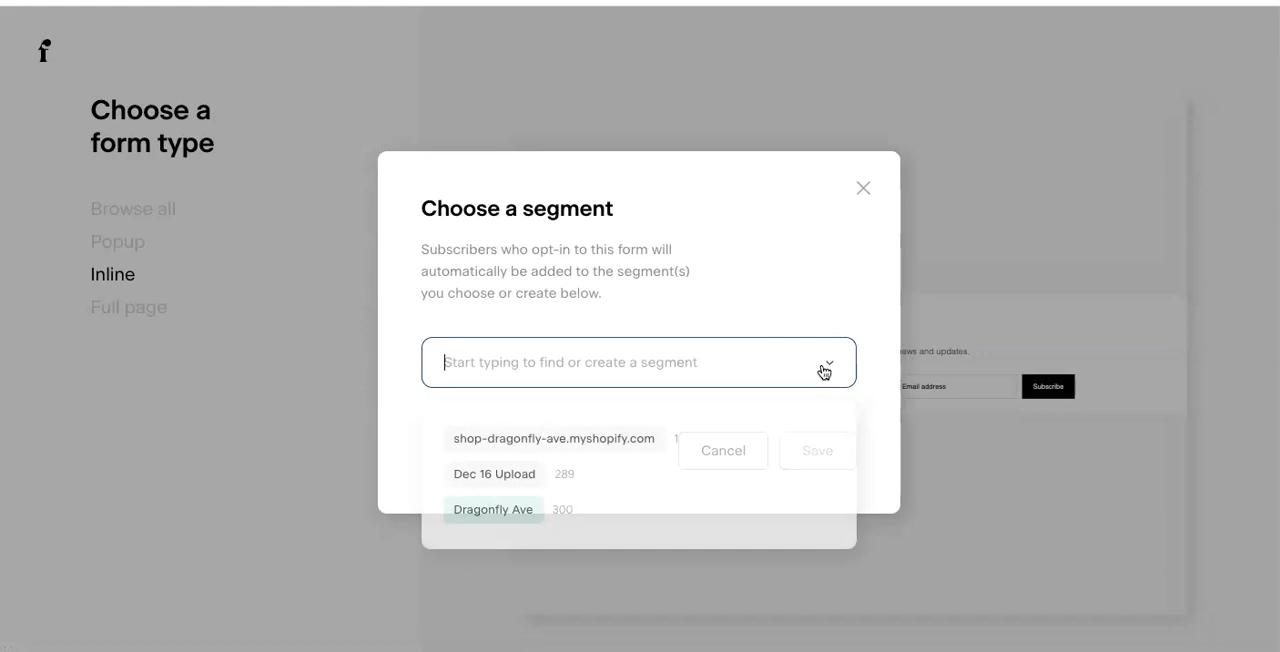 f
Choose a
form type
Browse all
Popup
Inline
Full page
Choose a segment
Subscribers who opt-in to this form will
automatically be added to the segment(s)
you choose or create below.
Start typing to find or create a segment
shop-dragonfly-ave.myshopify.com
Dec 16 Upload 289
Dragonfly Ave 300
Cancel Save
and updates.
Email address Subscribe